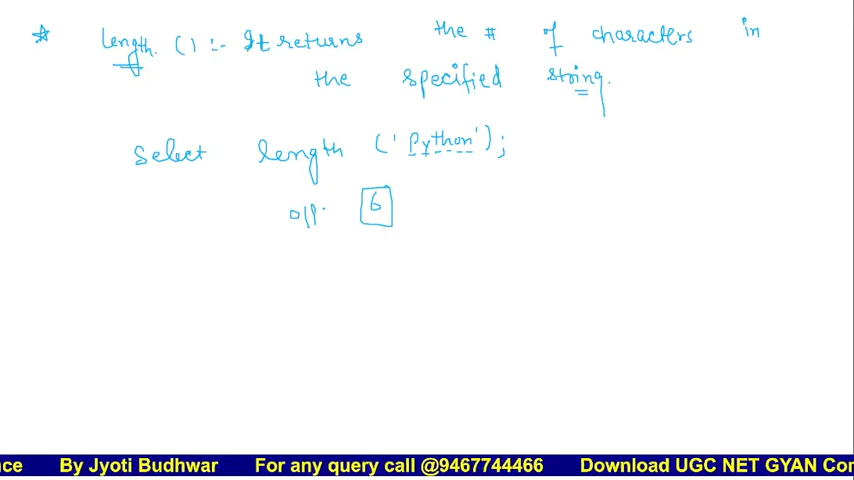 ☆ length () :- It returns the # of characters in
the specified string.
Select length ('Python');
o/p. 6
nce By Jyoti Budhwar For any query call @9467744466 Download UGC NET GYAN Con